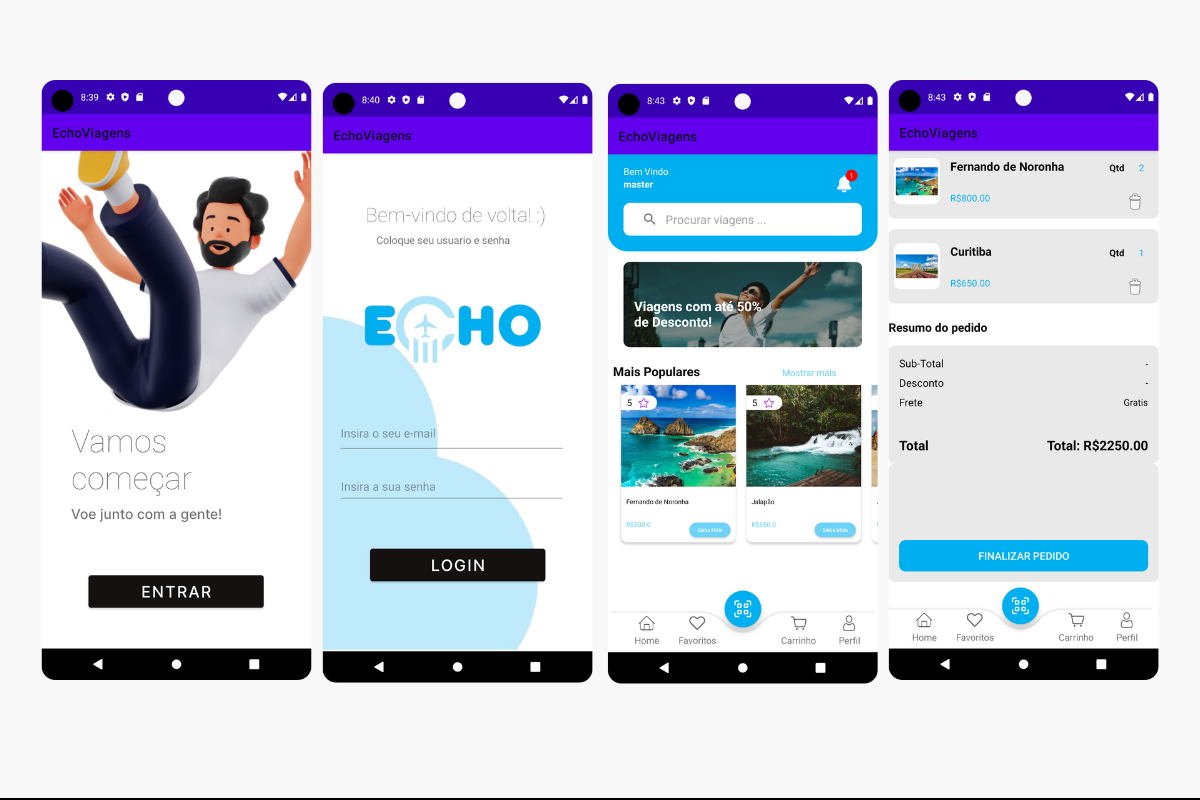 8:39
EchoViagens
Vamos
começar
Voe junto com a gente!
ENTRAR
8:40
EchoViagens
Bem-vindo de volta! :)
Coloque seu usuario e senha
ECHO
Insira o seu e-mail
Insira a sua senha
LOGIN
8:43
EchoViagens
Bem Vindo
master
1
Procurar viagens ...
Viagens com até 50%
de Desconto!
Mais Populares Mostrar mais
5 5
Fernando de Noronha Jalapão
R$800.0 R$550.0
Saiba Mais Saiba Mais
Home Favoritos Carrinho Perfil
8:43
EchoViagens
Fernando de Noronha Qtd 2
R$800.00
Curitiba Qtd 1
R$650.00
Resumo do pedido
Sub-Total -
Desconto -
Frete Gratis
Total Total: R$2250.00
FINALIZAR PEDIDO
Home Favoritos Carrinho Perfil